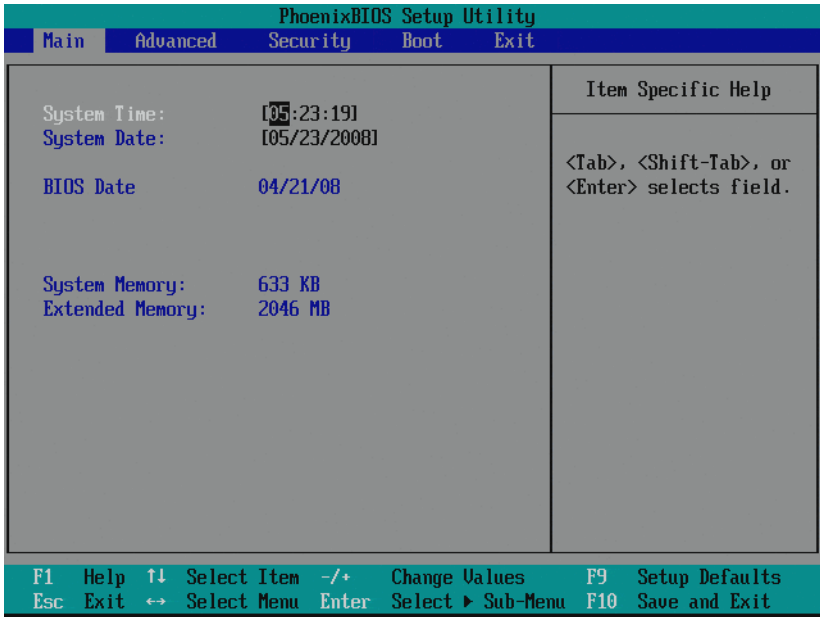 PhoenixBIOS Setup Utility
Main Advanced Security Boot Exit
Item Specific Help
System Time: [05:23:19]
System Date: [05/23/2008]
<Tab>, <Shift-Tab>, or
<Enter> selects field.
BIOS Date 04/21/08
System Memory: 633 KB
Extended Memory: 2046 MB
F1 Help ↑↓ Select Item -/+ Change Values F9 Setup Defaults
Esc Exit ↔ Select Menu Enter Select ▶ Sub-Menu F10 Save and Exit